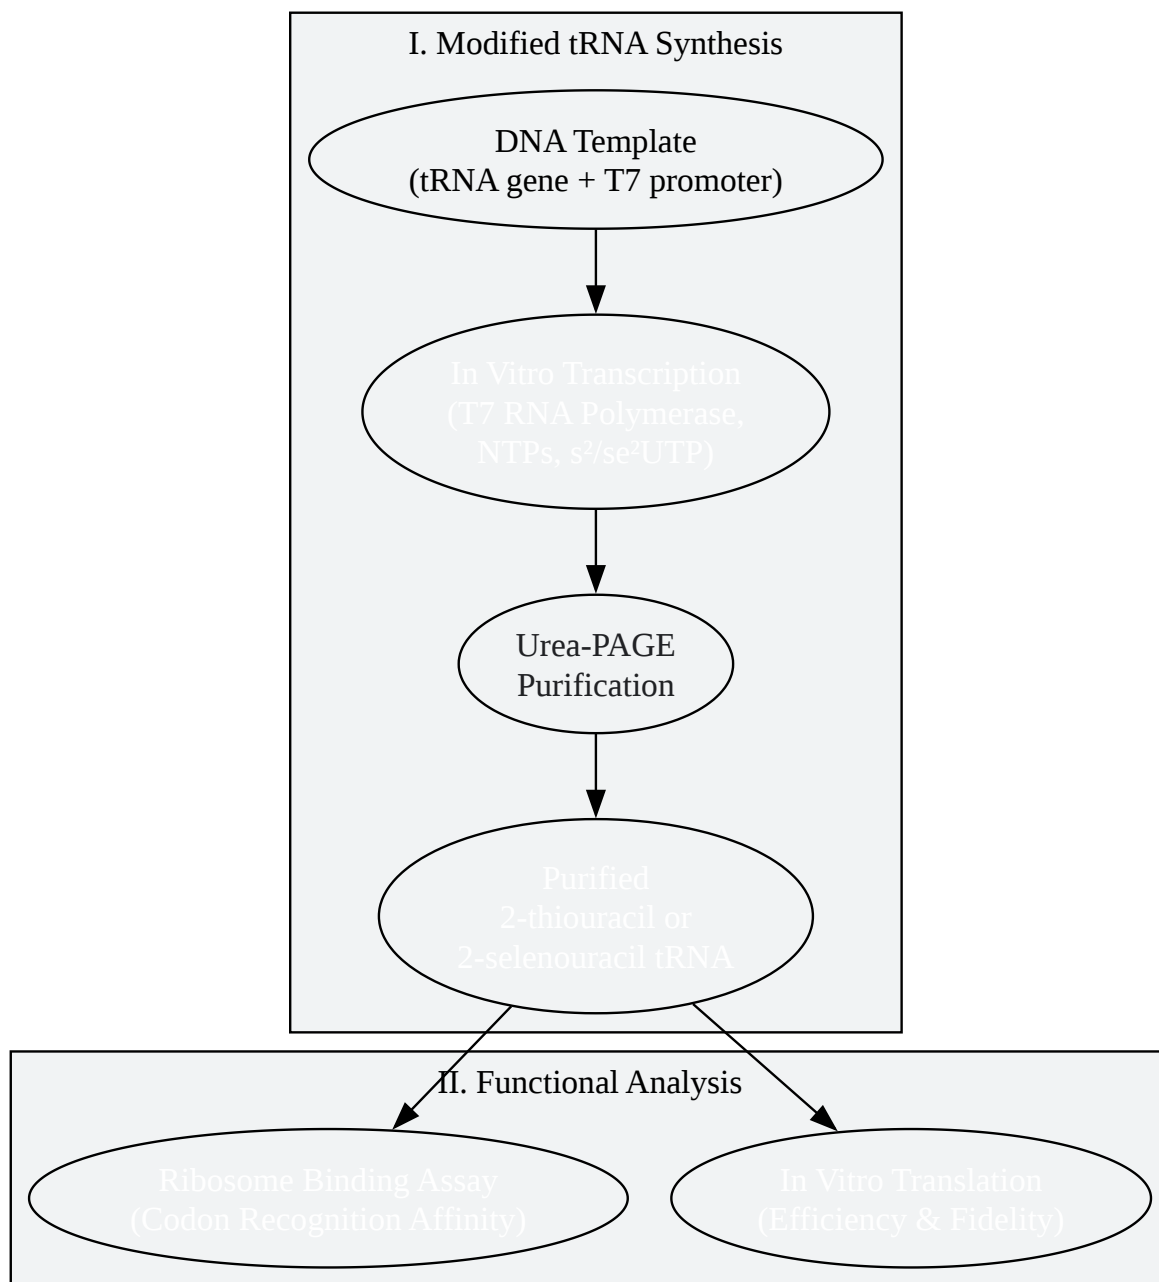 I. Modified tRNA Synthesis
DNA Template
(tRNA gene + T7 promoter)
In Vitro Transcription
(T7 RNA Polymerase,
NTPs, s²/se²UTP)
Urea-PAGE
Purification
Purified
2-thiouracil or
2-selenouracil tRNA
II. Functional Analysis
Ribosome Binding Assay
(Codon Recognition Affinity)
In Vitro Translation
(Efficiency & Fidelity)